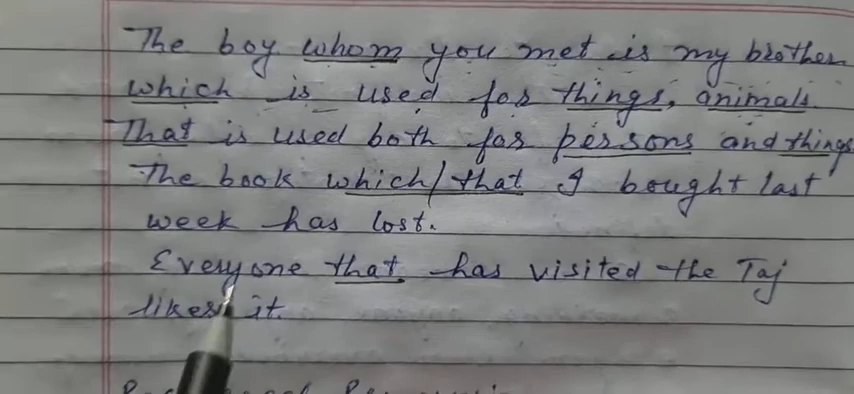 The boy whom you met is my brother
which is used for things, animals.
That is used both for persons and things
The book which/that I bought last
week has lost.
Everyone that has visited the Taj
likes it.